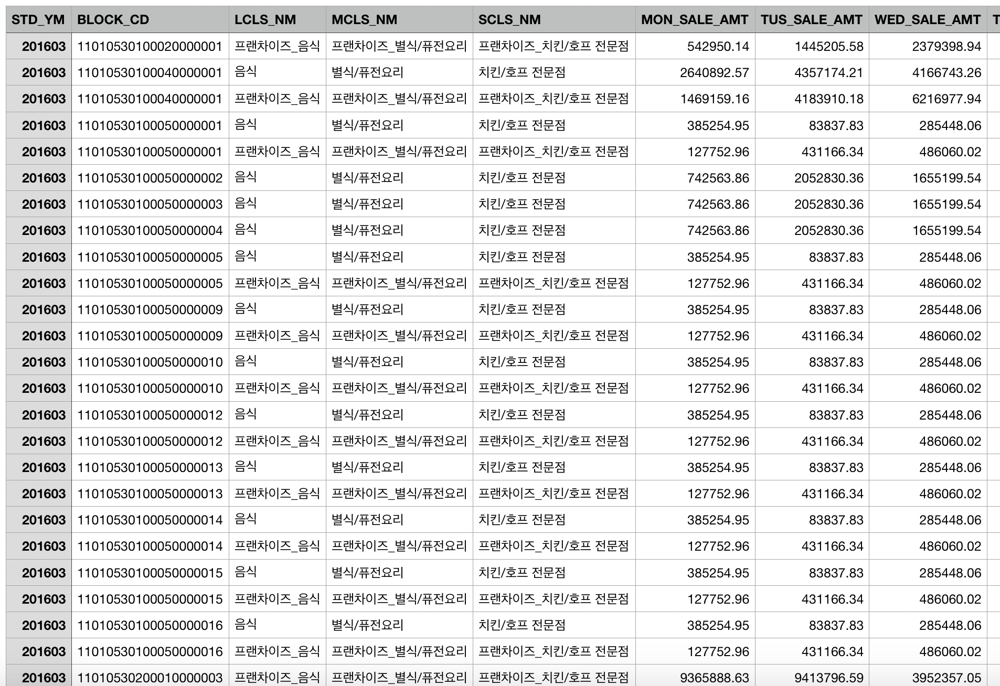 STD_YM BLOCK_CD LCLS_NM MCLS_NM SCLS_NM MON_SALE_AMT TUS_SALE_AMT WED_SALE_AMT T
201603 11010530100020000001 프랜차이즈_음식 프랜차이즈_별식/퓨전요리 프랜차이즈_치킨/호프 전문점 542950.14 1445205.58 2379398.94
201603 11010530100040000001 음식 별식/퓨전요리 치킨/호프 전문점 2640892.57 4357174.21 4166743.26
201603 11010530100040000001 프랜차이즈_음식 프랜차이즈_별식/퓨전요리 프랜차이즈_치킨/호프 전문점 1469159.16 4183910.18 6216977.94
201603 11010530100050000001 음식 별식/퓨전요리 치킨/호프 전문점 385254.95 83837.83 285448.06
201603 11010530100050000001 프랜차이즈_음식 프랜차이즈_별식/퓨전요리 프랜차이즈_치킨/호프 전문점 127752.96 431166.34 486060.02
201603 11010530100050000002 음식 별식/퓨전요리 치킨/호프 전문점 742563.86 2052830.36 1655199.54
201603 11010530100050000003 음식 별식/퓨전요리 치킨/호프 전문점 742563.86 2052830.36 1655199.54
201603 11010530100050000004 음식 별식/퓨전요리 치킨/호프 전문점 742563.86 2052830.36 1655199.54
201603 11010530100050000005 음식 별식/퓨전요리 치킨/호프 전문점 385254.95 83837.83 285448.06
201603 11010530100050000005 프랜차이즈_음식 프랜차이즈_별식/퓨전요리 프랜차이즈_치킨/호프 전문점 127752.96 431166.34 486060.02
201603 11010530100050000009 음식 별식/퓨전요리 치킨/호프 전문점 385254.95 83837.83 285448.06
201603 11010530100050000009 프랜차이즈_음식 프랜차이즈_별식/퓨전요리 프랜차이즈_치킨/호프 전문점 127752.96 431166.34 486060.02
201603 11010530100050000010 음식 별식/퓨전요리 치킨/호프 전문점 385254.95 83837.83 285448.06
201603 11010530100050000010 프랜차이즈_음식 프랜차이즈_별식/퓨전요리 프랜차이즈_치킨/호프 전문점 127752.96 431166.34 486060.02
201603 11010530100050000012 음식 별식/퓨전요리 치킨/호프 전문점 385254.95 83837.83 285448.06
201603 11010530100050000012 프랜차이즈_음식 프랜차이즈_별식/퓨전요리 프랜차이즈_치킨/호프 전문점 127752.96 431166.34 486060.02
201603 11010530100050000013 음식 별식/퓨전요리 치킨/호프 전문점 385254.95 83837.83 285448.06
201603 11010530100050000013 프랜차이즈_음식 프랜차이즈_별식/퓨전요리 프랜차이즈_치킨/호프 전문점 127752.96 431166.34 486060.02
201603 11010530100050000014 음식 별식/퓨전요리 치킨/호프 전문점 385254.95 83837.83 285448.06
201603 11010530100050000014 프랜차이즈_음식 프랜차이즈_별식/퓨전요리 프랜차이즈_치킨/호프 전문점 127752.96 431166.34 486060.02
201603 11010530100050000015 음식 별식/퓨전요리 치킨/호프 전문점 385254.95 83837.83 285448.06
201603 11010530100050000015 프랜차이즈_음식 프랜차이즈_별식/퓨전요리 프랜차이즈_치킨/호프 전문점 127752.96 431166.34 486060.02
201603 11010530100050000016 음식 별식/퓨전요리 치킨/호프 전문점 385254.95 83837.83 285448.06
201603 11010530100050000016 프랜차이즈_음식 프랜차이즈_별식/퓨전요리 프랜차이즈_치킨/호프 전문점 127752.96 431166.34 486060.02
201603 11010530200010000003 프랜차이즈_음식 프랜차이즈_별식/퓨전요리 프랜차이즈_치킨/호프 전문점 9365888.63 9413796.59 3952357.05